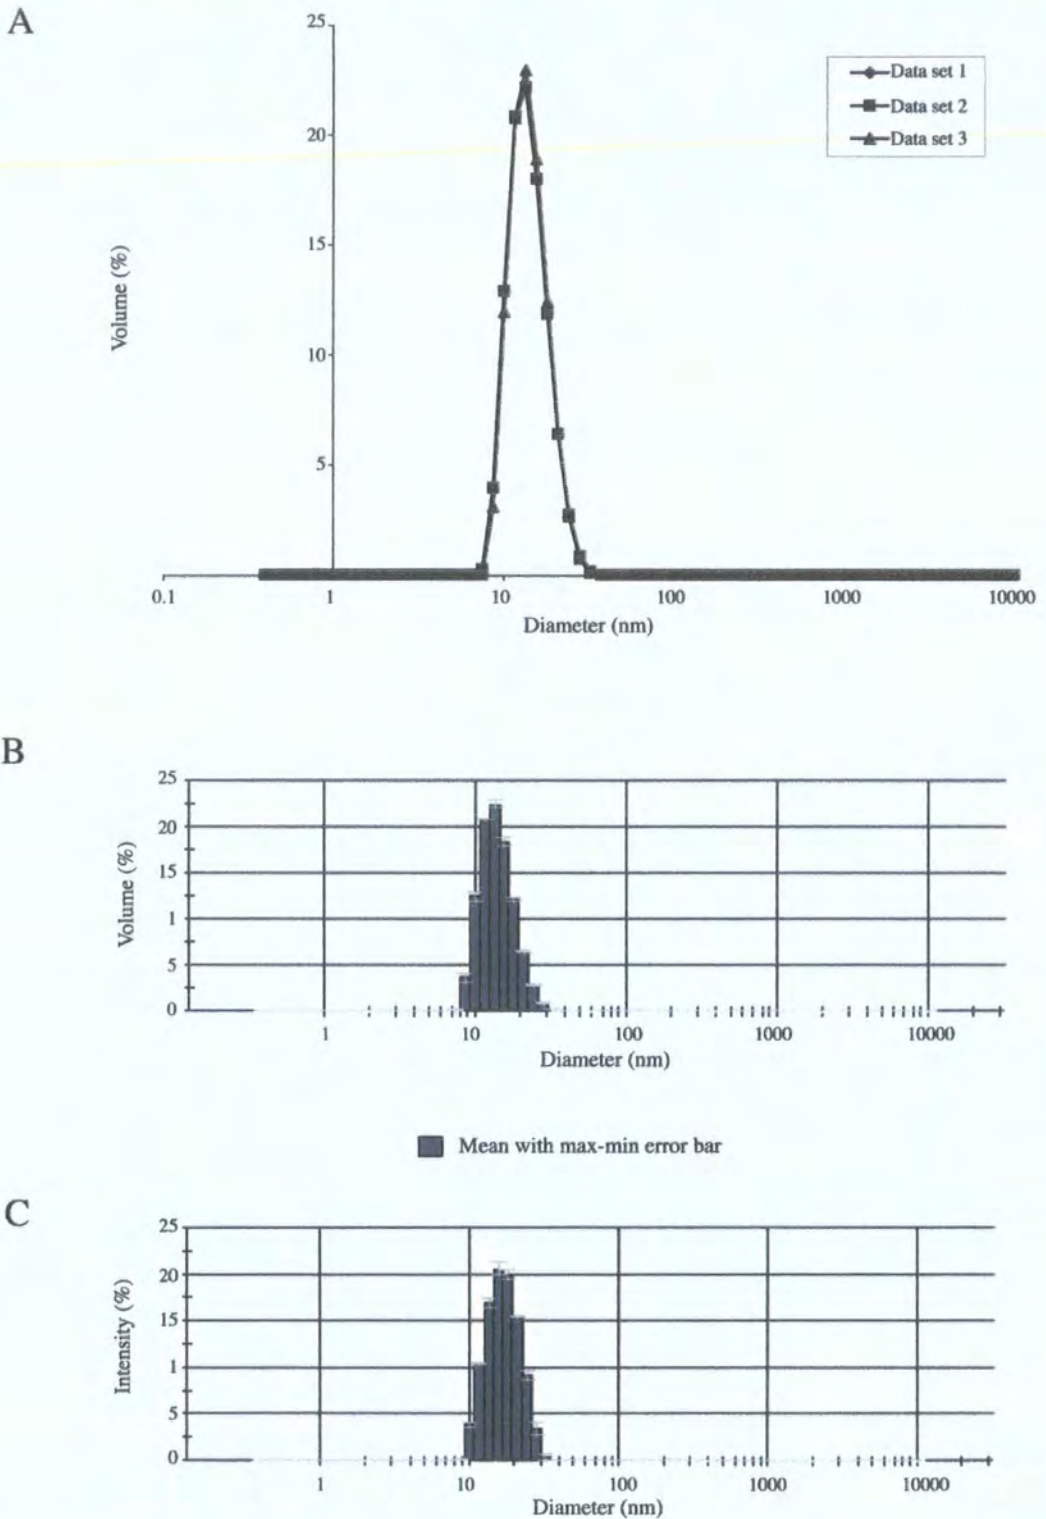 A
25
20
15
10
5
Volume (%)
Data set 1
Data set 2
Data set 3
0.1 1 10 100 1000 10000
Diameter (nm)
B
25
20
15
1
5
0
Volume (%)
1 10 100 1000 10000
Diameter (nm)
Mean with max-min error bar
C
25
20
15
1
5
0
Intensity (%)
1 10 100 1000 10000
Diameter (nm)